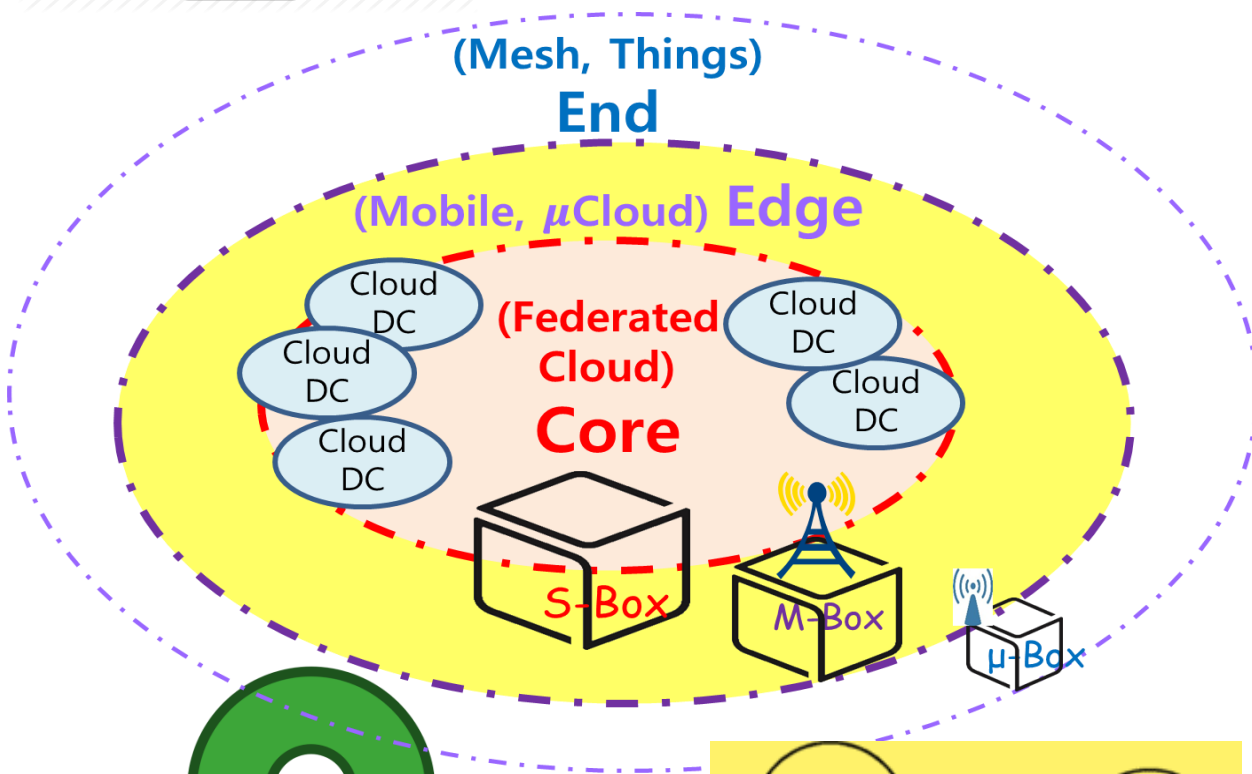 (Mesh, Things)
End
(Mobile, μCloud) Edge
Cloud
DC
Cloud
DC
Cloud
DC
(Federated
Cloud)
Core
Cloud
DC
Cloud
DC
S-Box
M-Box
μ-Box